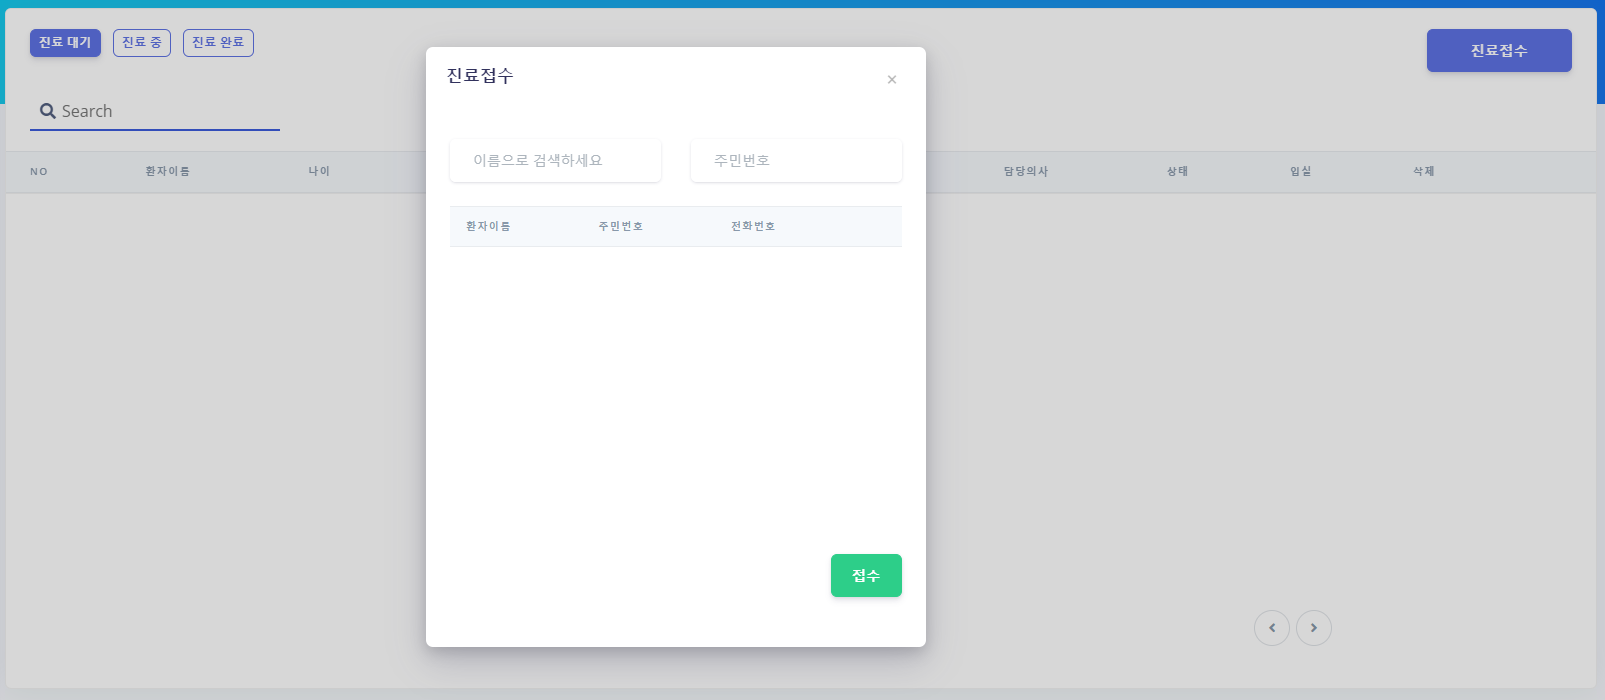 진료 대기 진료 중 진료 완료
진료접수
Search
NO 환자이름 나이 담당의사 상태 입실 삭제
진료접수 ×
이름으로 검색하세요 주민번호
환자이름 주민번호 전화번호
접수